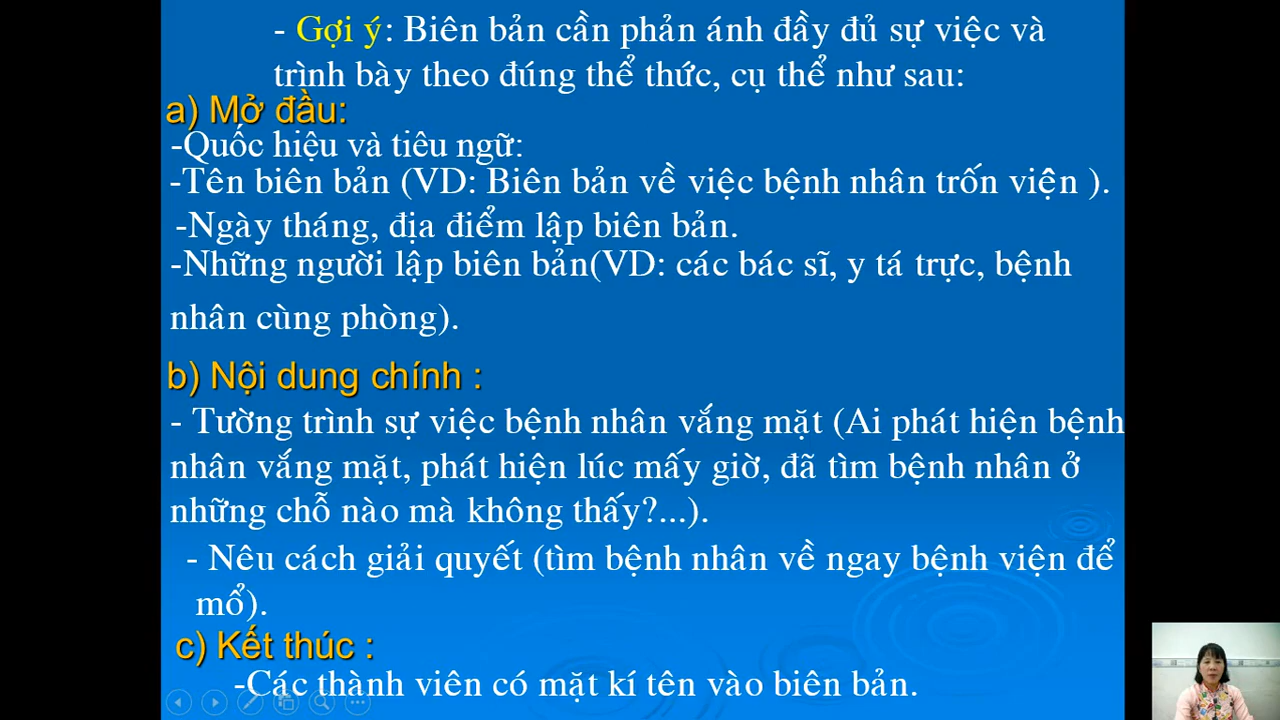 - Gợi ý: Biên bản cần phản ánh đầy đủ sự việc và
trình bày theo đúng thể thức, cụ thể như sau:
a) Mở đầu:
-Quốc hiệu và tiêu ngữ:
-Tên biên bản (VD: Biên bản về việc bệnh nhân trốn viện ).
-Ngày tháng, địa điểm lập biên bản.
-Những người lập biên bản(VD: các bác sĩ, y tá trực, bệnh
nhân cùng phòng).
b) Nội dung chính :
- Tường trình sự việc bệnh nhân vắng mặt (Ai phát hiện bệnh
nhân vắng mặt, phát hiện lúc mấy giờ, đã tìm bệnh nhân ở
những chỗ nào mà không thấy?...).
- Nêu cách giải quyết (tìm bệnh nhân về ngay bệnh viện để
mổ).
c) Kết thúc :
-Các thành viên có mặt kí tên vào biên bản.